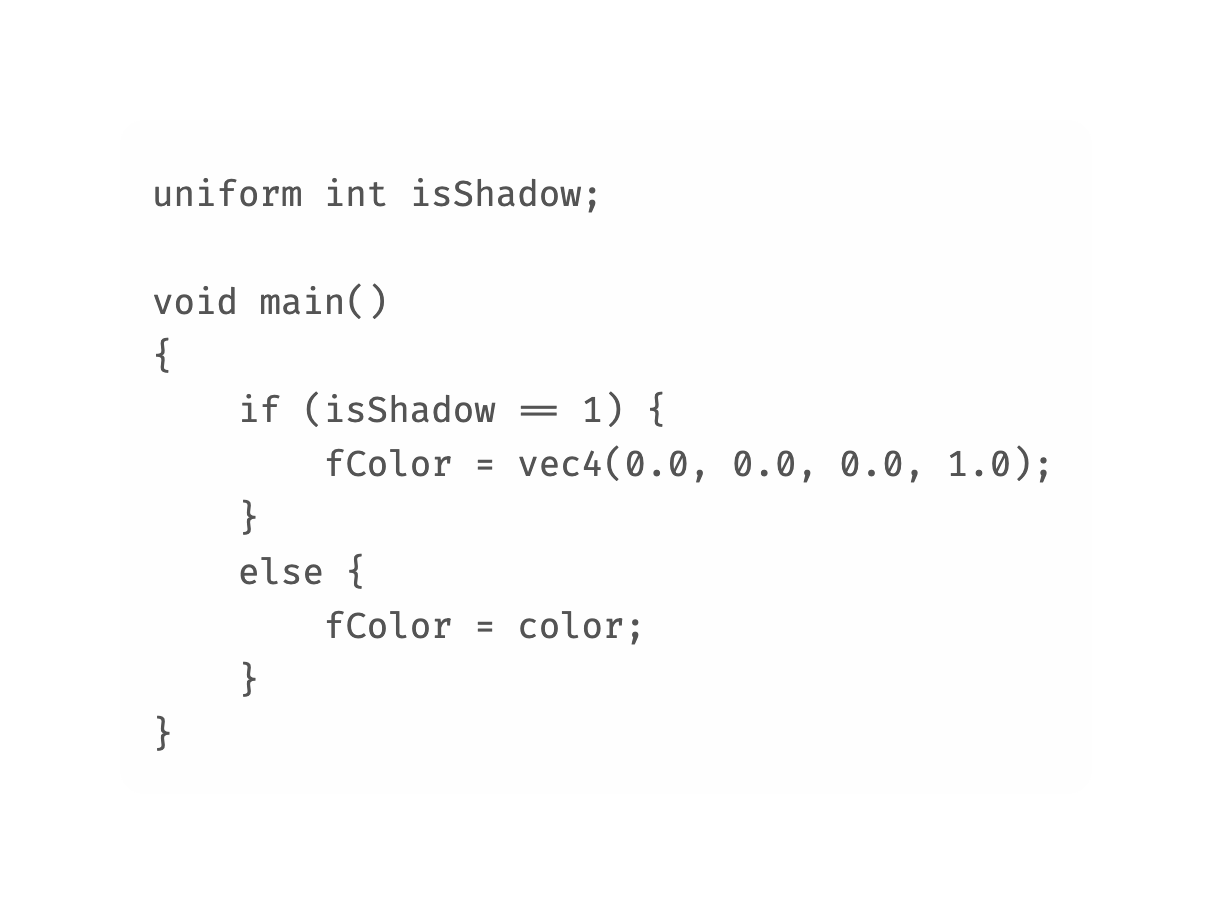 uniform int isShadow;

void main()
{
    if (isShadow == 1) {
        fColor = vec4(0.0, 0.0, 0.0, 1.0);
    }
    else {
        fColor = color;
    }
}